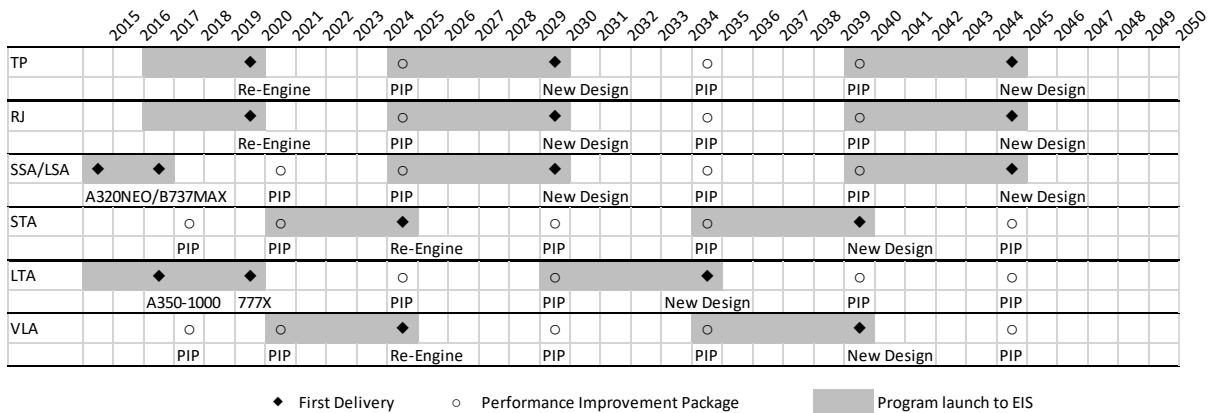 2015 2016 2017 2018 2019 2020 2021 2022 2023 2024 2025 2026 2027 2028 2029 2030 2031 2032 2033 2034 2035 2036 2037 2038 2039 2040 2041 2042 2043 2044 2045 2046 2047 2048 2049 2050
TP
Re-Engine PIP New Design PIP PIP New Design
RJ
Re-Engine PIP New Design PIP PIP New Design
SSA/LSA
A320NEO/B737MAX PIP PIP New Design PIP PIP New Design
STA
PIP PIP Re-Engine PIP PIP New Design PIP
LTA
A350-1000 777X PIP PIP New Design PIP PIP
VLA
PIP PIP Re-Engine PIP PIP New Design PIP
First Delivery Performance Improvement Package Program launch to EIS